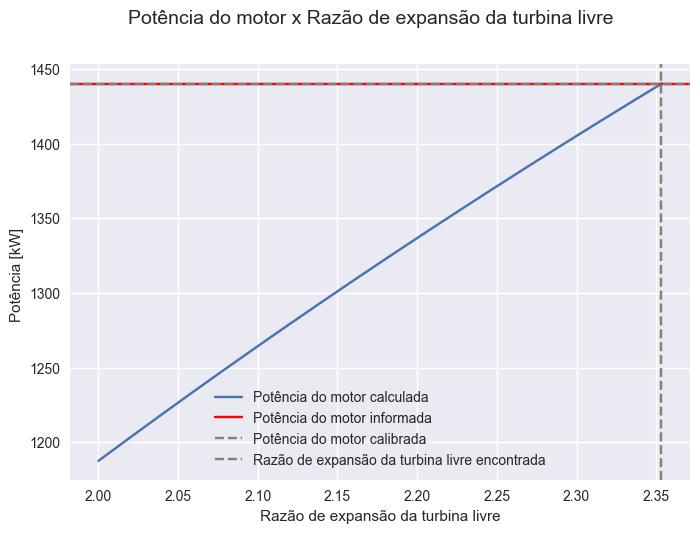 Potência do motor x Razão de expansão da turbina livre
1450
1400
1350
1300
1250
1200
Potência [kW]
Potência do motor calculada
Potência do motor informada
Potência do motor calibrada
Razão de expansão da turbina livre encontrada
2.00 2.05 2.10 2.15 2.20 2.25 2.30 2.35
Razão de expansão da turbina livre